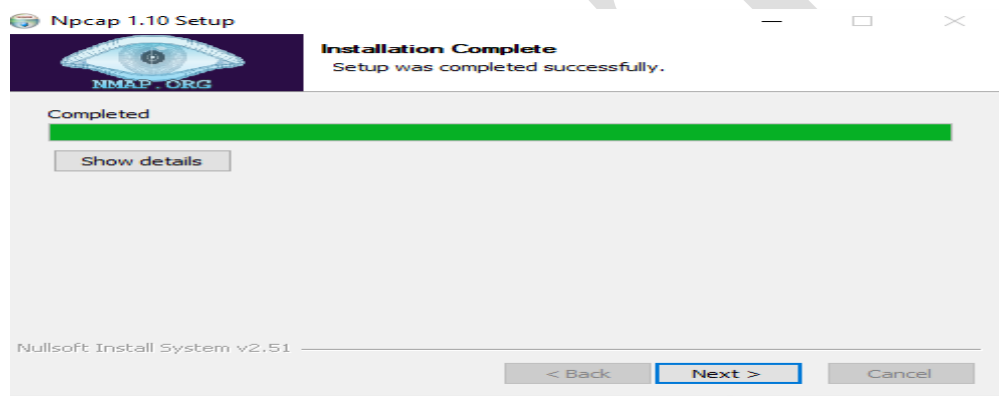 Npcap 1.10 Setup
Installation Complete
Setup was completed successfully.
NMAP.ORG
Completed
Show details
Nullsoft Install System v2.51
< Back
Next >
Cancel